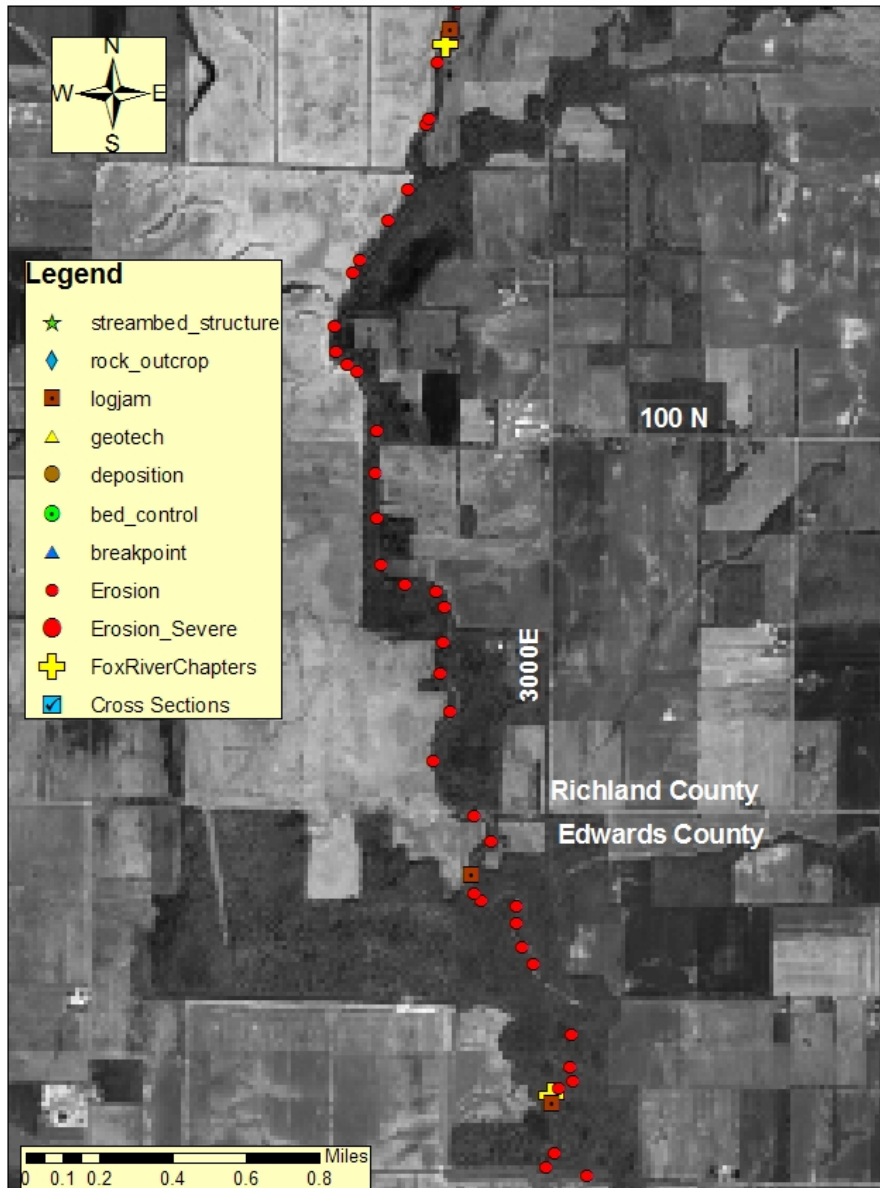 N
W E
S
Legend
streambed_structure
rock_outcrop
logjam
geotech
deposition
bed_control
breakpoint
Erosion
Erosion_Severe
FoxRiverChapters
Cross Sections
100 N
3000E
Richland County
Edwards County
Miles
0 0.1 0.2 0.4 0.6 0.8